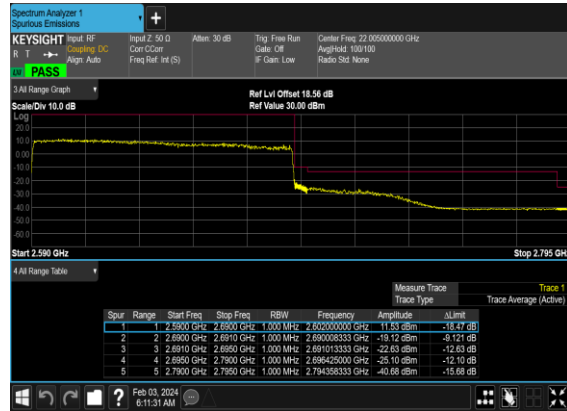 Spectrum Analyzer 1
Spurious Emissions
KEYSIGHT Input: RF Input Z: 50 Ω Atten: 30 dB Trig: Free Run Center Freq: 22.005000000 GHz
R T Coupling: DC Corr CCorr Gate: Off Avg|Hold: 100/100
Align: Auto Freq Ref: Int (S) IF Gain: Low Radio Std: None
PASS
3 All Range Graph
Ref Lvl Offset 18.56 dB
Scale/Div 10.0 dB Ref Value 30.00 dBm
Log
20.0
10.0
0.00
-10.0
-20.0
-30.0
-40.0
-50.0
-60.0
Start 2.590 GHz Stop 2.795 GHz
4 All Range Table
Measure Trace Trace 1
Trace Type Trace Average (Active)
Spur Range Start Freq Stop Freq RBW Frequency Amplitude ΔLimit
1 1 2.5900 GHz 2.6900 GHz 1.000 MHz 2.602000000 GHz 11.53 dBm -18.47 dB
2 2 2.6900 GHz 2.6910 GHz 1.000 MHz 2.690008333 GHz -19.12 dBm -9.121 dB
3 3 2.6910 GHz 2.6950 GHz 1.000 MHz 2.691013333 GHz -22.63 dBm -12.63 dB
4 4 2.6950 GHz 2.7900 GHz 1.000 MHz 2.696425000 GHz -25.10 dBm -12.10 dB
5 5 2.7900 GHz 2.7950 GHz 1.000 MHz 2.794358333 GHz -40.68 dBm -15.68 dB
Feb 03, 2024
6:11:31 AM